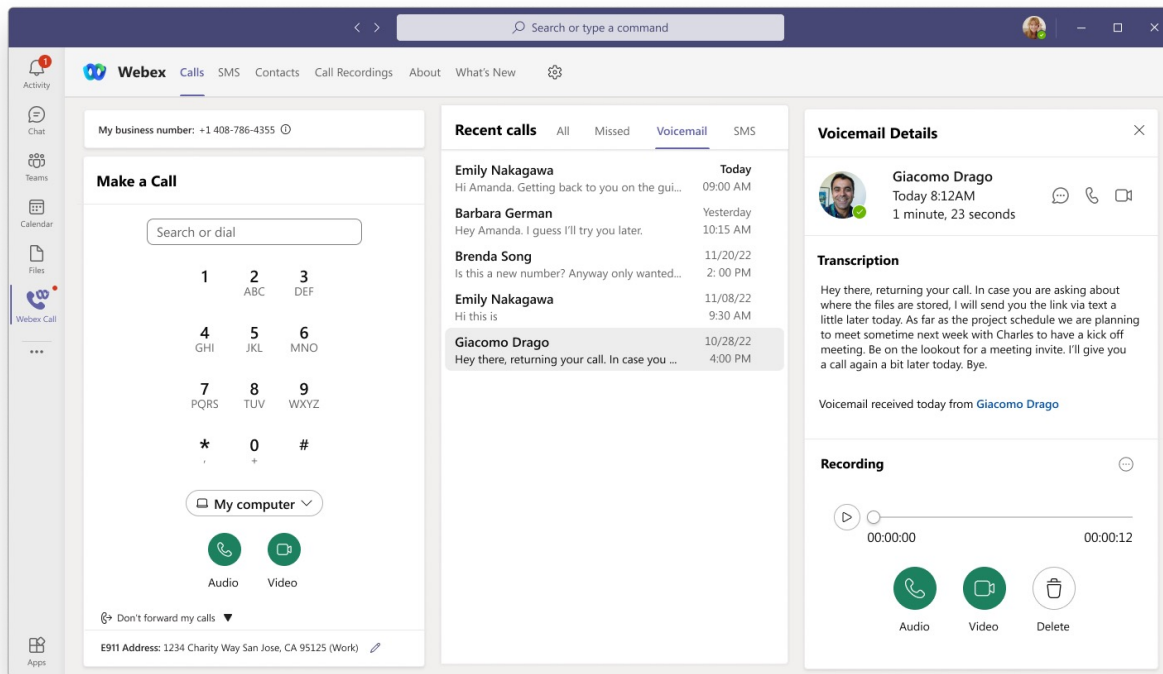 Search or type a command
1
Activity
Chat
Teams
Calendar
Files
Webex Call
Apps
Webex Calls SMS Contacts Call Recordings About What's New
My business number: +1 408-786-4355
Make a Call
Search or dial
1 2 3
ABC DEF
4 5 6
GHI JKL MNO
7 8 9
PQRS TUV WXYZ
* 0 #
, +
My computer
Audio Video
Don't forward my calls
E911 Address: 1234 Charity Way San Jose, CA 95125 (Work)
Recent calls All Missed Voicemail SMS
Emily Nakagawa Today
Hi Amanda. Getting back to you on the gui... 09:00 AM
Barbara German Yesterday
Hey Amanda. I guess I'll try you later. 10:15 AM
Brenda Song 11/20/22
Is this a new number? Anyway only wanted... 2: 00 PM
Emily Nakagawa 11/08/22
Hi this is 9:30 AM
Giacomo Drago 10/28/22
Hey there, returning your call. In case you ... 4:00 PM
Voicemail Details
Giacomo Drago
Today 8:12AM
1 minute, 23 seconds
Transcription
Hey there, returning your call. In case you are asking about
where the files are stored, I will send you the link via text a
little later today. As far as the project schedule we are planning
to meet sometime next week with Charles to have a kick off
meeting. Be on the lookout for a meeting invite. I'll give you
a call again a bit later today. Bye.
Voicemail received today from Giacomo Drago
Recording
00:00:00 00:00:12
Audio Video Delete